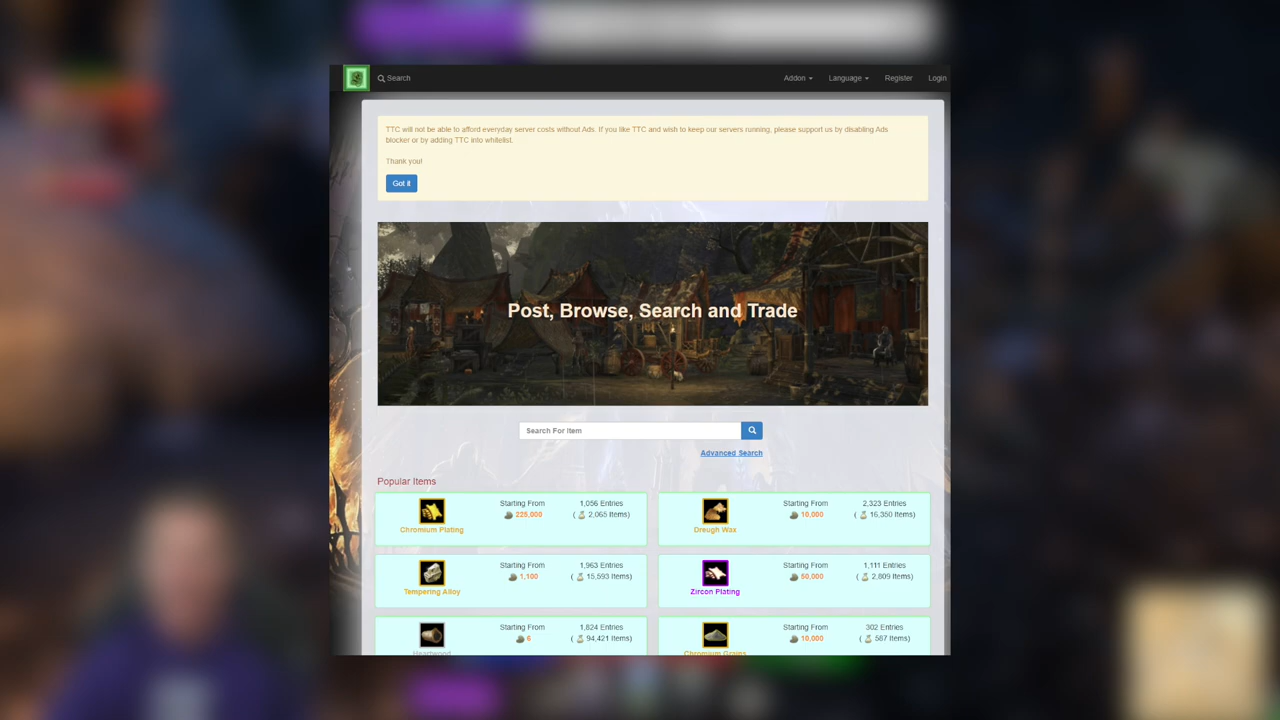 Search
Addon
Language
Register
Login
TTC will not be able to afford everyday server costs without Ads. If you like TTC and wish to keep our servers running, please support us by disabling Ads
blocker or by adding TTC into whitelist.
Thank you!
Got it
Post, Browse, Search and Trade
Search For Item
Advanced Search
Popular Items
Starting From
1,056 Entries
225,000
( 2,065 Items)
Chromium Plating
Starting From
2,323 Entries
10,000
( 16,350 Items)
Dreugh Wax
Starting From
1,963 Entries
1,100
( 15,593 Items)
Tempering Alloy
Starting From
1,111 Entries
50,000
( 2,809 Items)
Zircon Plating
Starting From
1,824 Entries
6
( 94,421 Items)
Heartwood
Starting From
302 Entries
10,000
( 567 Items)
Chromium Grains